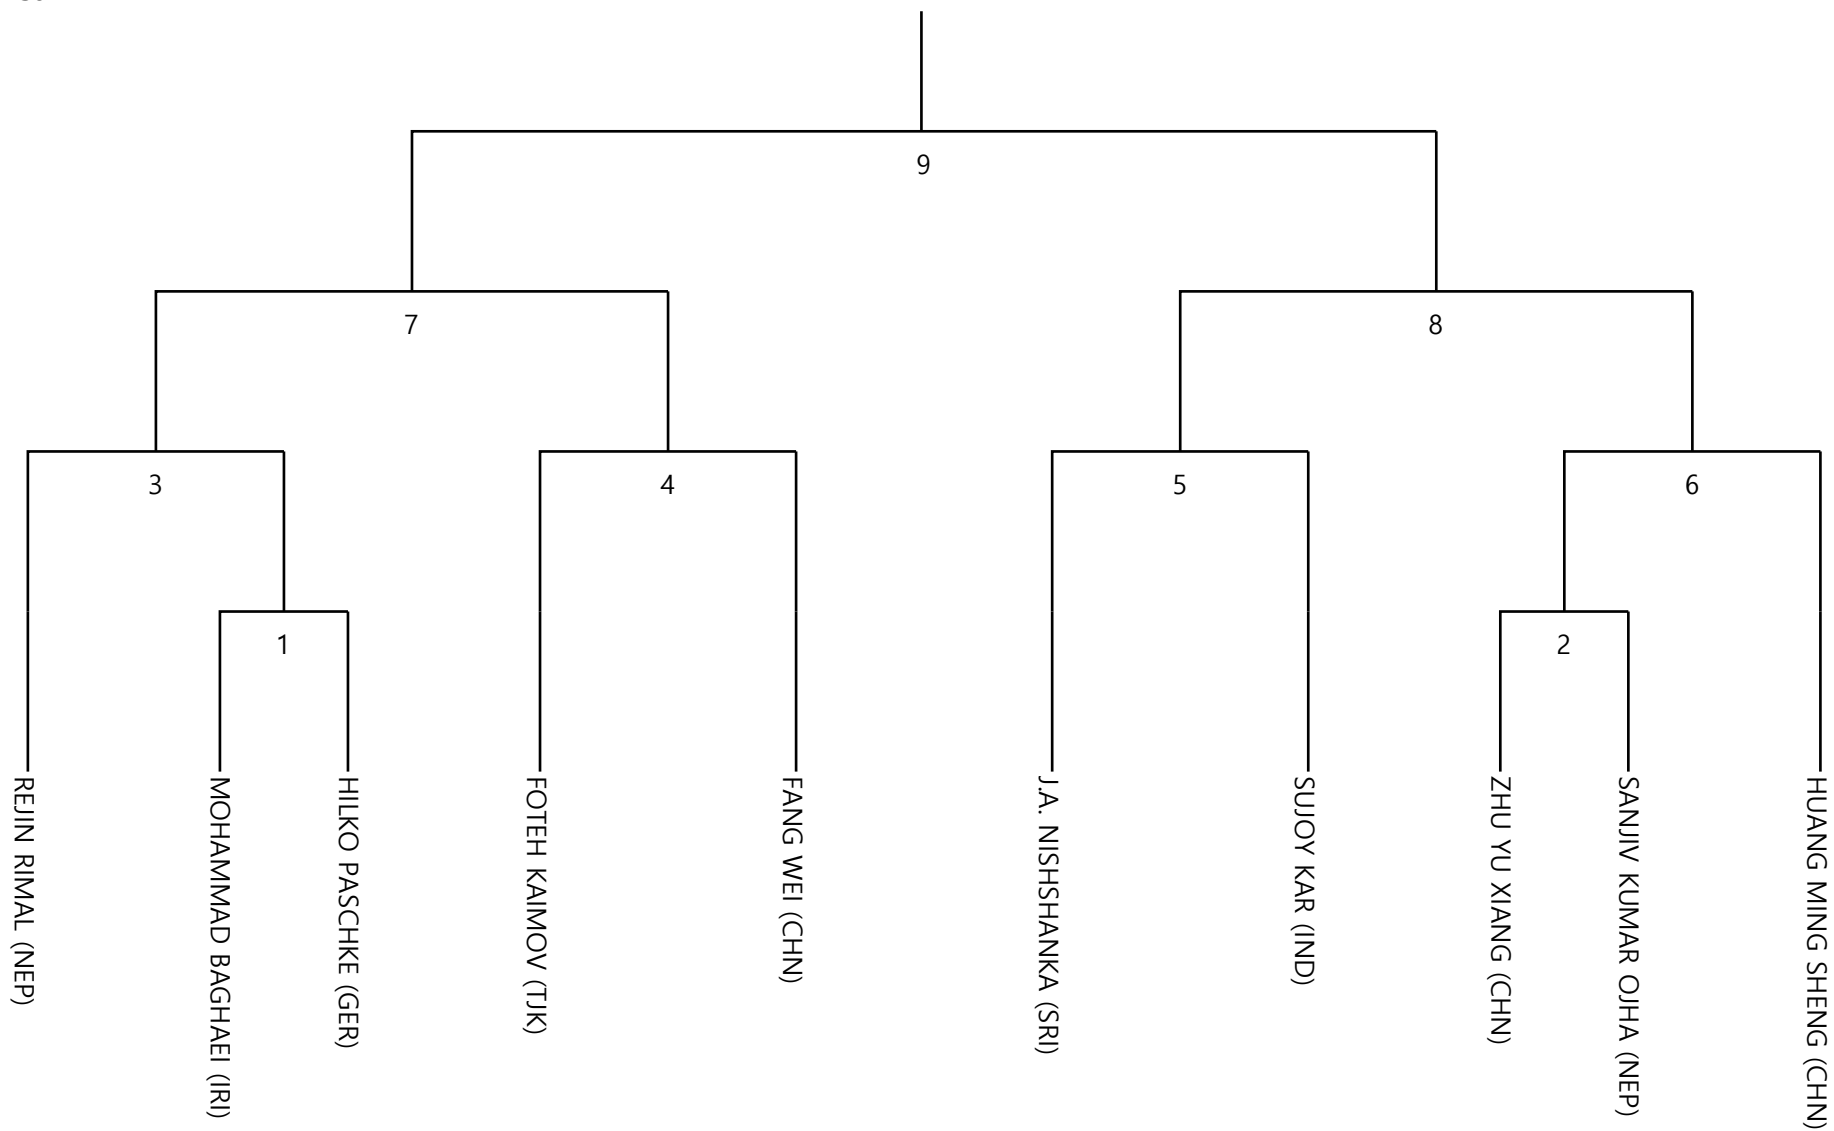 9
7
8
3
4
5
6
1
2
REJIN RIMAL (NEP)
MOHAMMAD BAGHAEI (IRI)
HILKO PASCHKE (GER)
FOTEH KAIMOV (TJK)
FANG WEI (CHN)
J.A. NISHSHANKA (SRI)
SUJOY KAR (IND)
ZHU YU XIANG (CHN)
SANJIV KUMAR OJHA (NEP)
HUANG MING SHENG (CHN)